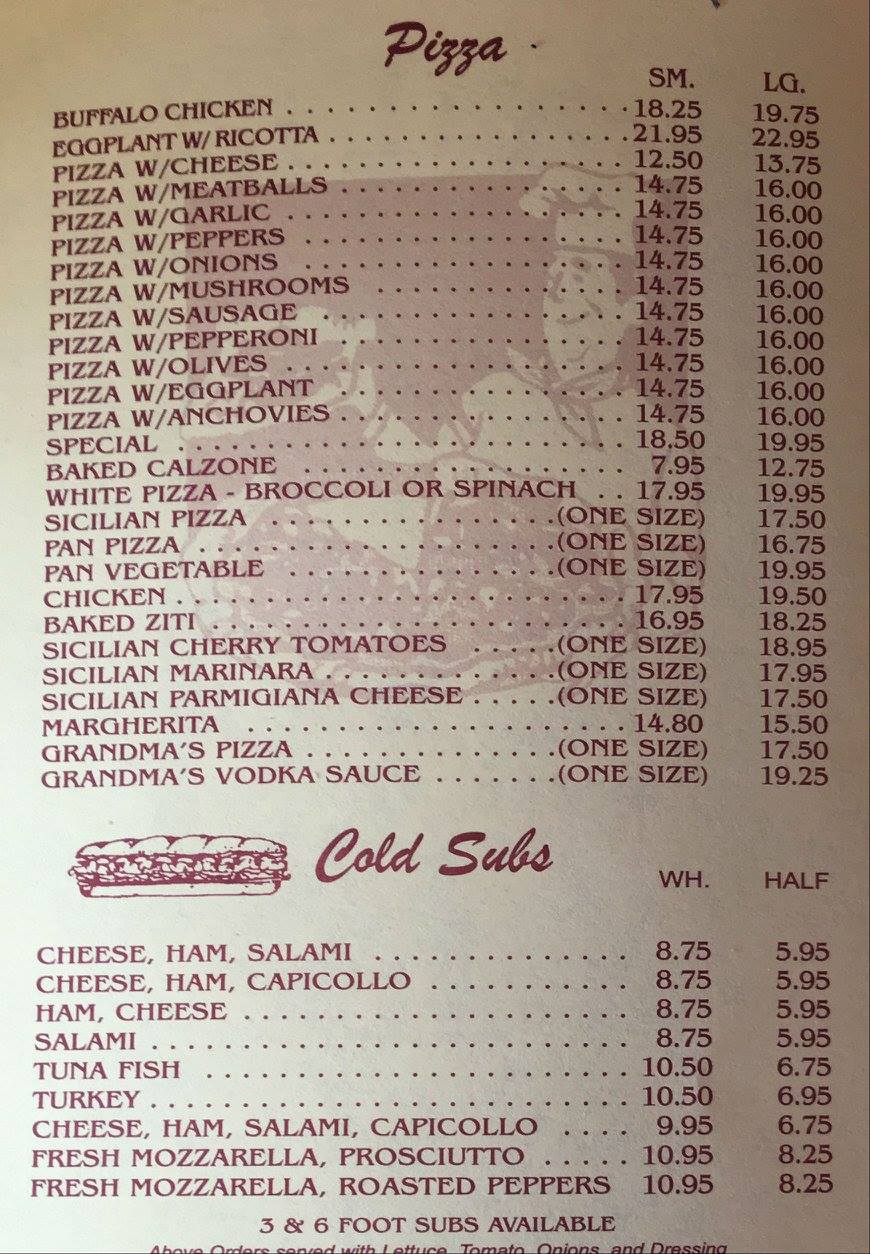 Pizza
SM. LG.
BUFFALO CHICKEN . . . . . . . . . . . . . . . . . . . . . . . 18.25 19.75
EGGPLANT W/ RICOTTA . . . . . . . . . . . . . . . . . . . . 21.95 22.95
PIZZA W/CHEESE . . . . . . . . . . . . . . . . . . . . . . . 12.50 13.75
PIZZA W/MEATBALLS . . . . . . . . . . . . . . . . . . . . 14.75 16.00
PIZZA W/GARLIC . . . . . . . . . . . . . . . . . . . . . . . 14.75 16.00
PIZZA W/PEPPERS . . . . . . . . . . . . . . . . . . . . . . 14.75 16.00
PIZZA W/ONIONS . . . . . . . . . . . . . . . . . . . . . . 14.75 16.00
PIZZA W/MUSHROOMS . . . . . . . . . . . . . . . . . . . 14.75 16.00
PIZZA W/SAUSAGE . . . . . . . . . . . . . . . . . . . . . 14.75 16.00
PIZZA W/PEPPERONI . . . . . . . . . . . . . . . . . . . . 14.75 16.00
PIZZA W/OLIVES . . . . . . . . . . . . . . . . . . . . . . . 14.75 16.00
PIZZA W/EGGPLANT . . . . . . . . . . . . . . . . . . . . 14.75 16.00
PIZZA W/ANCHOVIES . . . . . . . . . . . . . . . . . . . . 14.75 16.00
SPECIAL . . . . . . . . . . . . . . . . . . . . . . . . . . . . . . 18.50 19.95
BAKED CALZONE . . . . . . . . . . . . . . . . . . . . . . 7.95 12.75
WHITE PIZZA - BROCCOLI OR SPINACH . . 17.95 19.95
SICILIAN PIZZA . . . . . . . . . . . . . . . . . . .(ONE SIZE) 17.50
PAN PIZZA . . . . . . . . . . . . . . . . . . . . . . . .(ONE SIZE) 16.75
PAN VEGETABLE . . . . . . . . . . . . . . . . . .(ONE SIZE) 19.95
CHICKEN . . . . . . . . . . . . . . . . . . . . . . . . . . . . . . 17.95 19.50
BAKED ZITI . . . . . . . . . . . . . . . . . . . . . . . . . . . . 16.95 18.25
SICILIAN CHERRY TOMATOES . . . . . .(ONE SIZE) 18.95
SICILIAN MARINARA . . . . . . . . . . . . . . . .(ONE SIZE) 17.95
SICILIAN PARMIGIANA CHEESE . . . . . .(ONE SIZE) 17.50
MARGHERITA . . . . . . . . . . . . . . . . . . . . . . . . . 14.80 15.50
GRANDMA'S PIZZA . . . . . . . . . . . . . . . .(ONE SIZE) 17.50
GRANDMA'S VODKA SAUCE . . . . . . . .(ONE SIZE) 19.25
Cold Subs
WH. HALF
CHEESE, HAM, SALAMI . . . . . . . . . . . . . . 8.75 5.95
CHEESE, HAM, CAPICOLLO . . . . . . . . . . . 8.75 5.95
HAM, CHEESE . . . . . . . . . . . . . . . . . . . . . . . 8.75 5.95
SALAMI . . . . . . . . . . . . . . . . . . . . . . . . . . . . . 8.75 5.95
TUNA FISH . . . . . . . . . . . . . . . . . . . . . . . . . 10.50 6.75
TURKEY . . . . . . . . . . . . . . . . . . . . . . . . . . . . 10.50 6.95
CHEESE, HAM, SALAMI, CAPICOLLO . . . . 9.95 6.75
FRESH MOZZARELLA, PROSCIUTTO . . . . . 10.95 8.25
FRESH MOZZARELLA, ROASTED PEPPERS 10.95 8.25
3 & 6 FOOT SUBS AVAILABLE
Above Orders served with Lettuce, Tomato, Onions, and Dressing